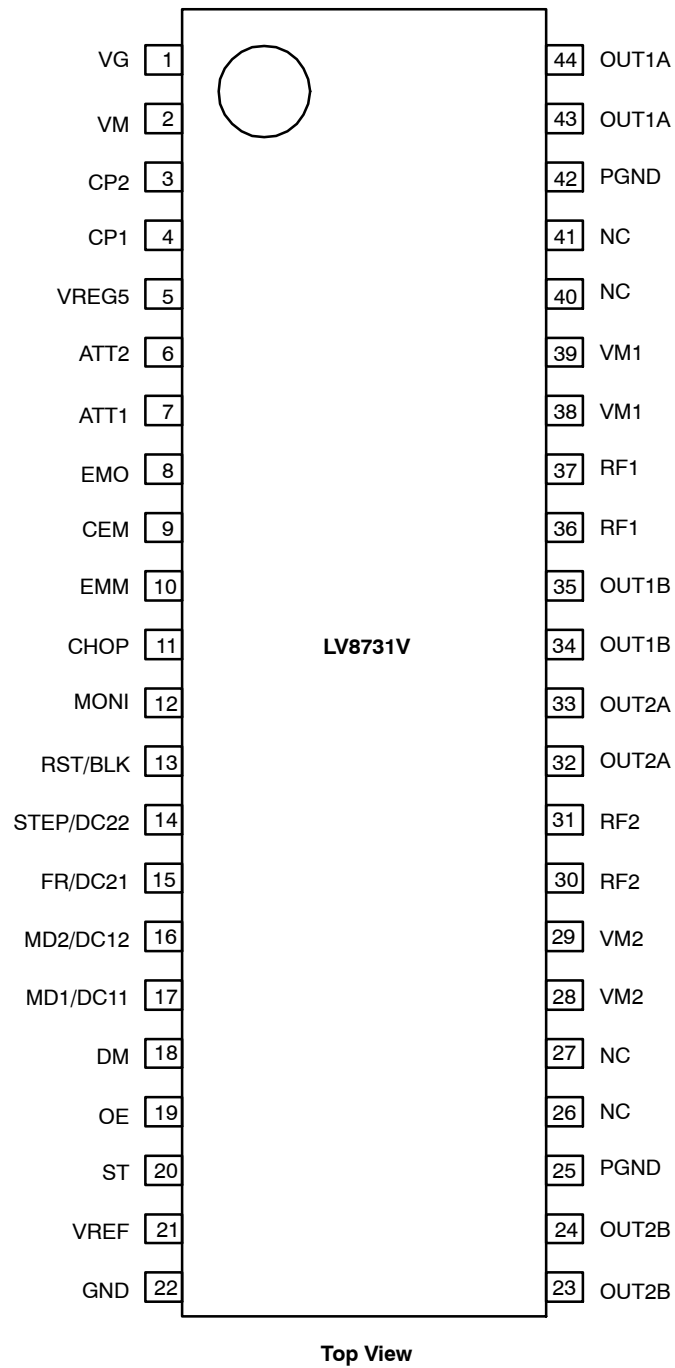 VG 1 44 OUT1A
VM 2 43 OUT1A
CP2 3 42 PGND
CP1 4 41 NC
VREG5 5 40 NC
ATT2 6 39 VM1
ATT1 7 38 VM1
EMO 8 37 RF1
CEM 9 36 RF1
EMM 10 35 OUT1B
CHOP 11 LV8731V 34 OUT1B
MONI 12 33 OUT2A
RST/BLK 13 32 OUT2A
STEP/DC22 14 31 RF2
FR/DC21 15 30 RF2
MD2/DC12 16 29 VM2
MD1/DC11 17 28 VM2
DM 18 27 NC
OE 19 26 NC
ST 20 25 PGND
VREF 21 24 OUT2B
GND 22 23 OUT2B
Top View